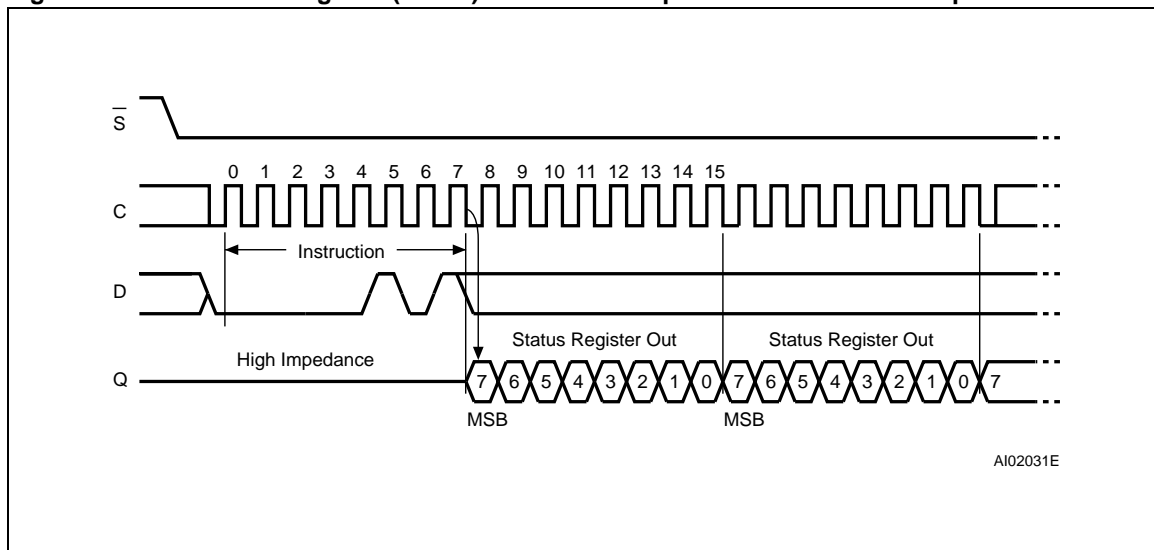 S
0 1 2 3 4 5 6 7 8 9 10 11 12 13 14 15
C
Instruction
D
Status Register Out Status Register Out
High Impedance
Q 7 6 5 4 3 2 1 0 7 6 5 4 3 2 1 0 7
MSB MSB
AI02031E